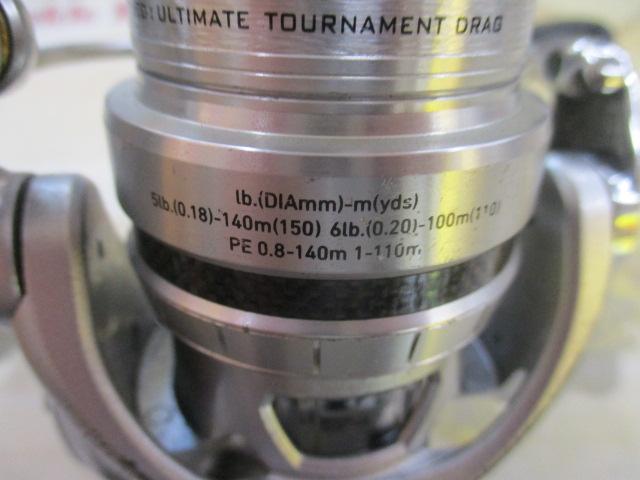 : ULTIMATE TOURNAMENT DRAG
lb.(DIAmm)-m(yds)
5lb.(0.18)-140m(150) 6lb.(0.20)-100m(110)
PE 0.8-140m 1-110m